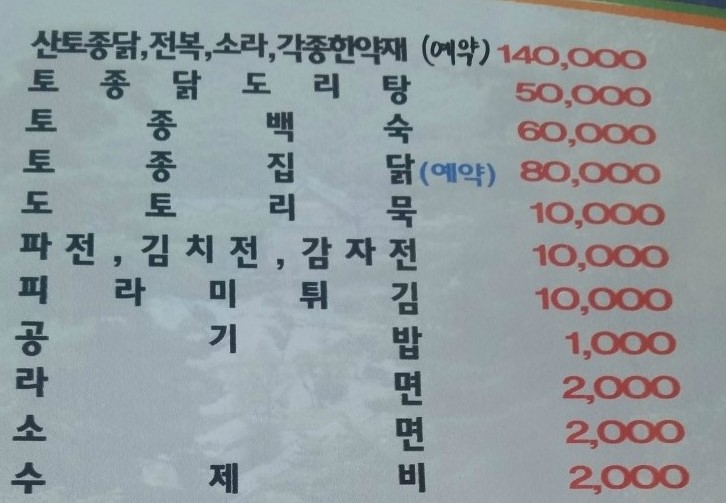 산토종닭,전복,소라,각종한약재 (예약) 140,000
토종닭도리탕 50,000
토종백숙 60,000
토종집닭(예약) 80,000
도토리묵 10,000
파전,김치전,감자전 10,000
피라미튀김 10,000
공기밥 1,000
라면 2,000
소면 2,000
수제비 2,000